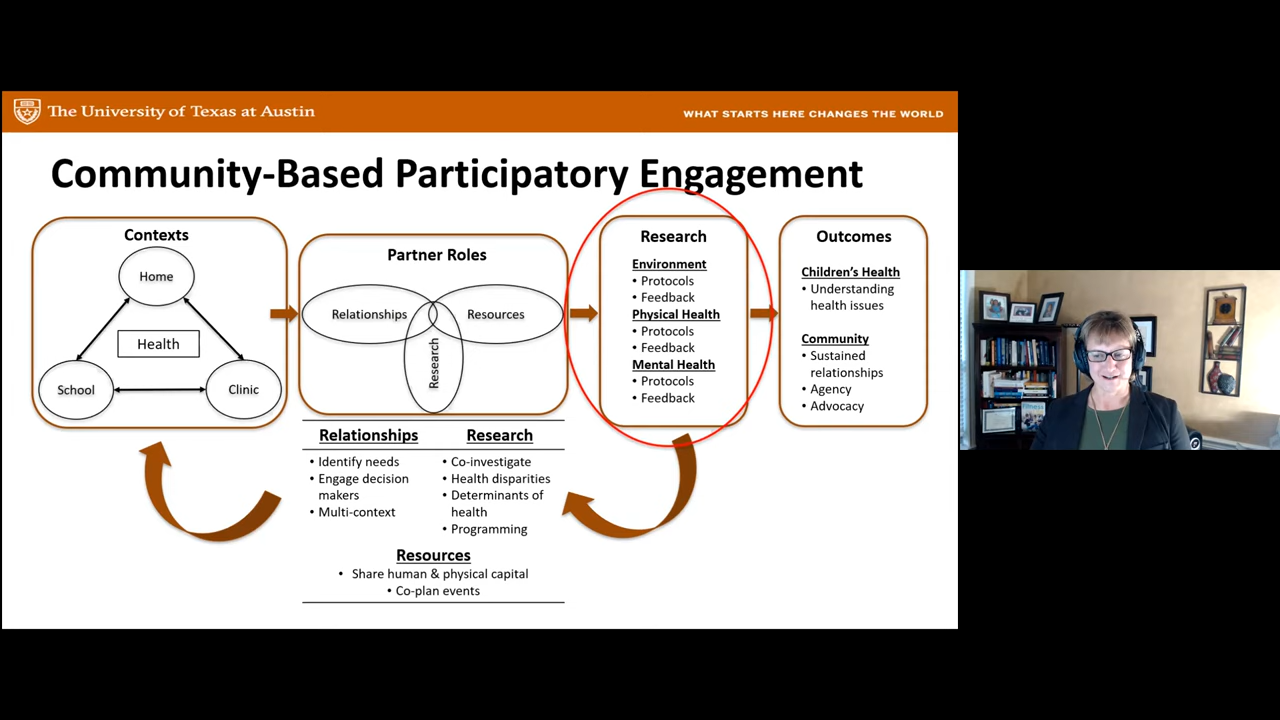 The University of Texas at Austin
WHAT STARTS HERE CHANGES THE WORLD
Community-Based Participatory Engagement
Contexts
Home
Health
School
Clinic
Partner Roles
Relationships
Resources
Research
Relationships
• Identify needs
• Engage decision
makers
• Multi-context
Research
• Co-investigate
• Health disparities
• Determinants of
health
• Programming
Resources
• Share human & physical capital
• Co-plan events
Research
Environment
• Protocols
• Feedback
Physical Health
• Protocols
• Feedback
Mental Health
• Protocols
• Feedback
Outcomes
Children's Health
• Understanding
health issues
Community
• Sustained
relationships
• Agency
• Advocacy
Fitness